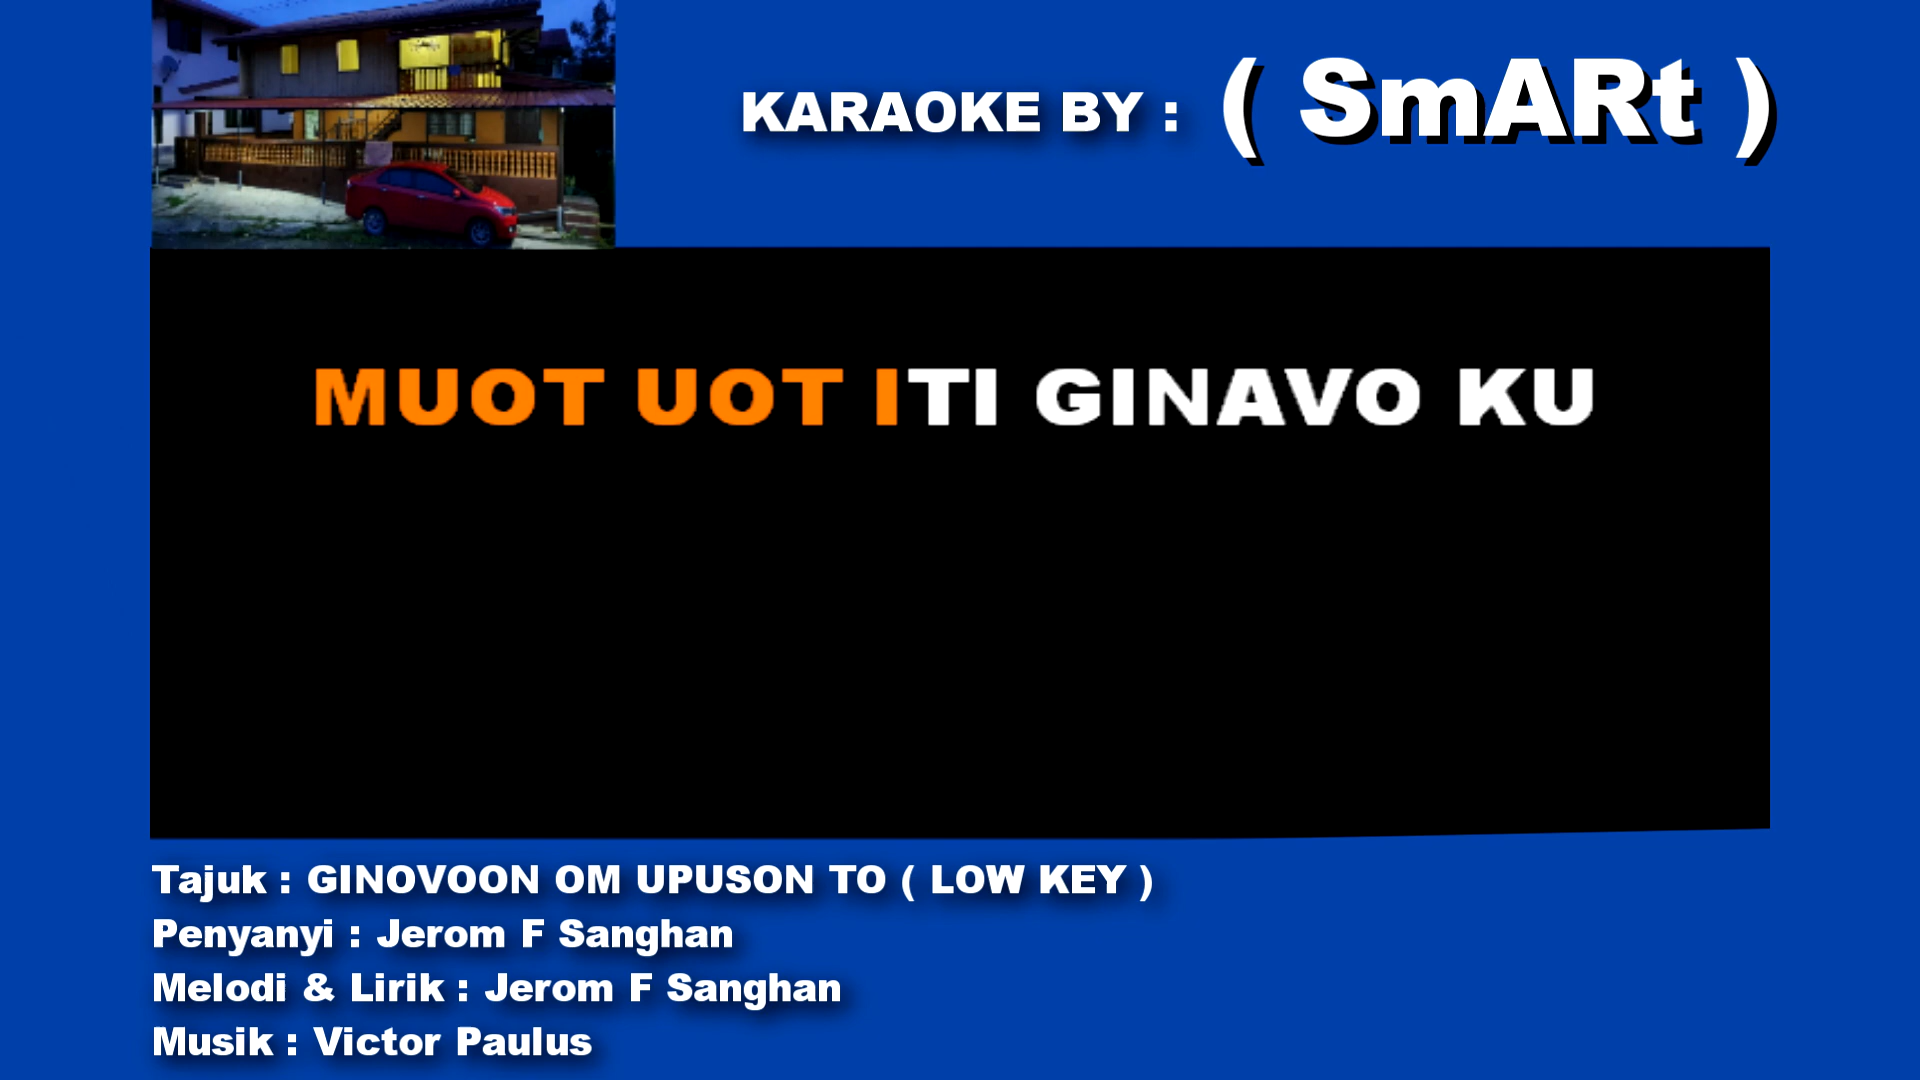 KARAOKE BY : ( SmARt )
MUOT UOT ITI GINAVO KU
Tajuk : GINOVOON OM UPUSON TO ( LOW KEY )
Penyanyi : Jerom F Sanghan
Melodi & Lirik : Jerom F Sanghan
Musik : Victor Paulus